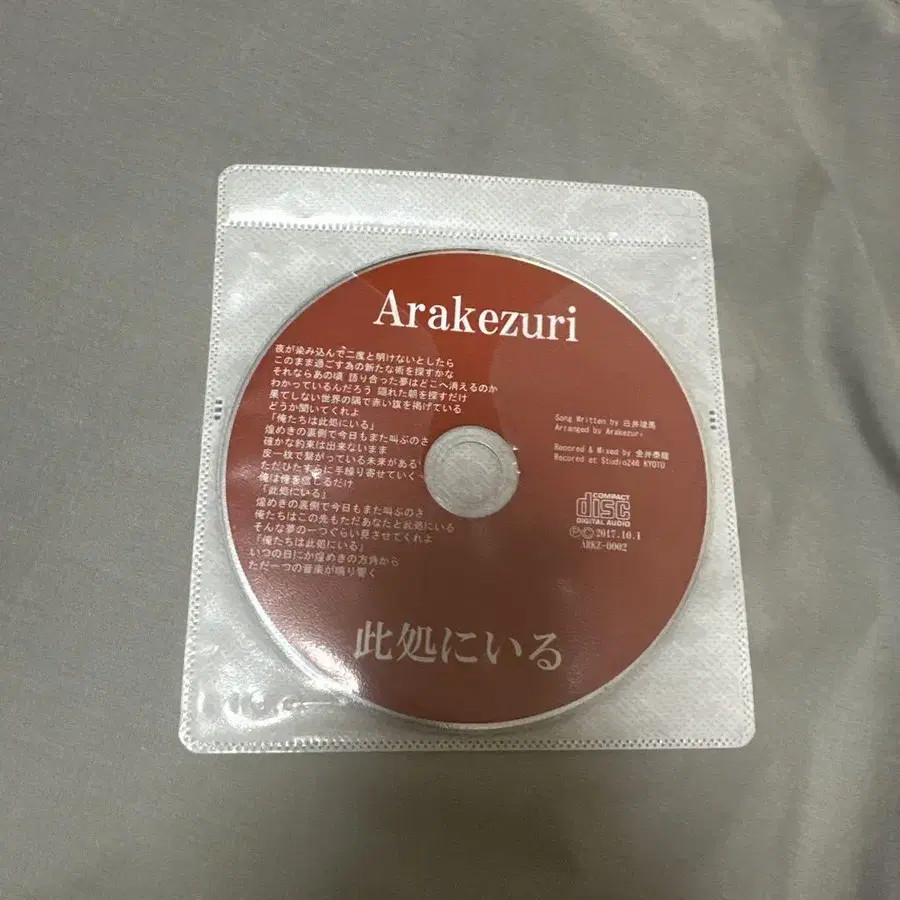 Arakezuri
夜が染み込んで二度と明けないとしたら
このまま過ごす為の新たな術を探すかな
それならあの頃 語り合った夢はどこへ消えるのか
わかっているんだろう 隠れた朝を探すだけ
果てしない世界の隅で赤い旗を掲げている
どうか聞いてくれよ
「俺たちは此処にいる」
煌めきの裏側で今日もまた叫ぶのさ
確かな約束は出来ないまま
皮一枚で繋がっている未来がある
ただひたすらに手繰り寄せていく
俺は俺を信じるだけ
「此処にいる」
煌めきの裏側で今日もまた叫ぶのさ
俺たちはこの先もただあなたと此処にいる
そんな夢の一つくらい見させてくれよ
「俺たちは此処にいる」
いつの日にか煌めきの方角から
ただ一つの音楽が鳴り響く
Song Written by 臼井竣馬
Arranged by Arakezuri
Recored & Mixed by 金井泰龍
Recored at Studio246 KYOTO
COMPACT
disc
DIGITAL AUDIO
Ⓟ© 2017.10.1
ARKZ-0002
此処にいる